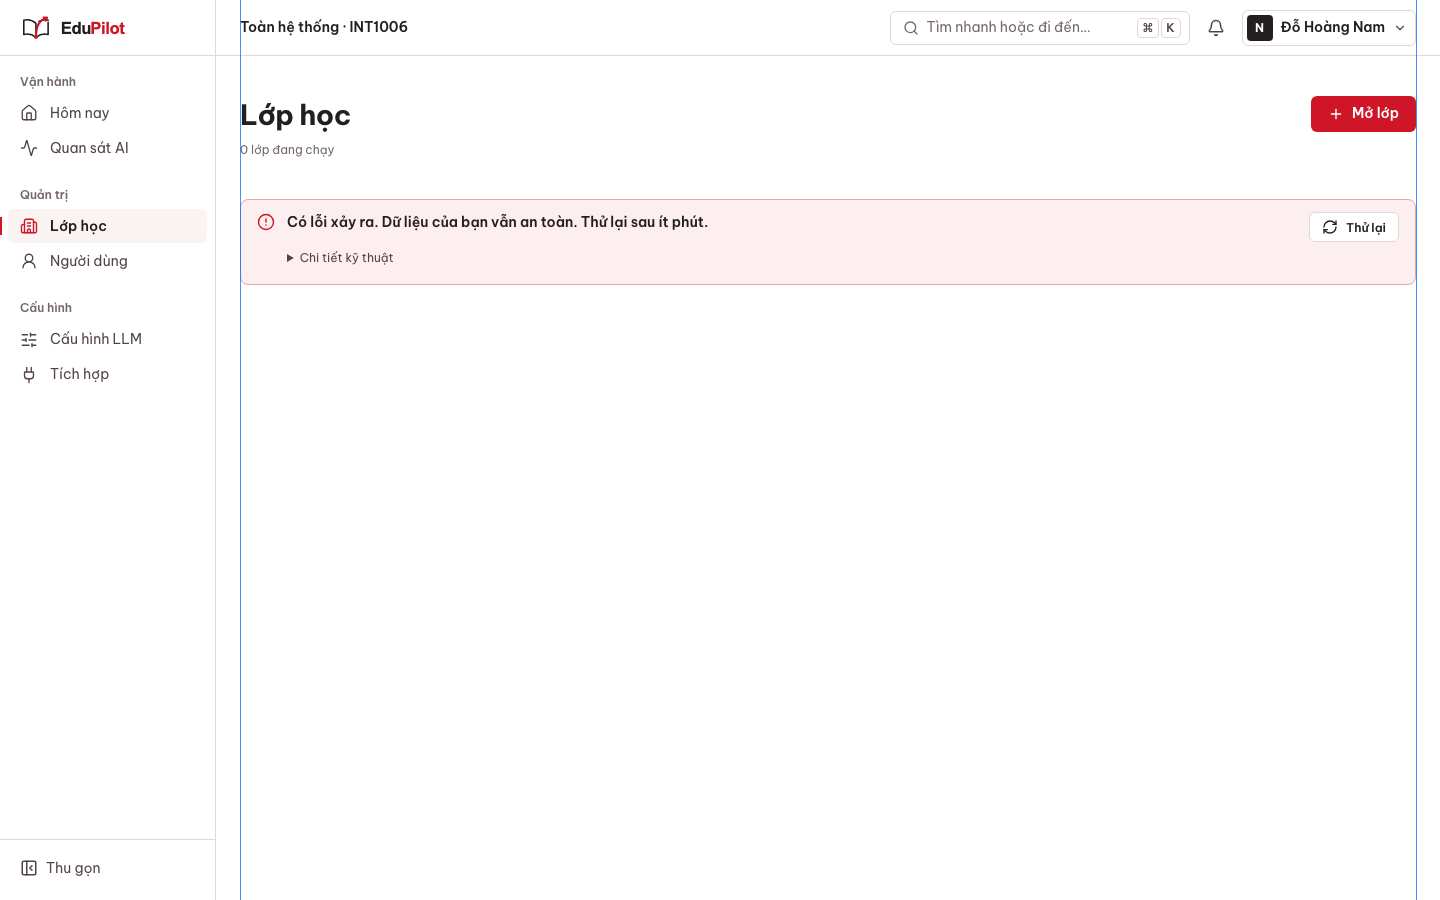 EduPilot
Toàn hệ thống · INT1006
Tìm nhanh hoặc đi đến...
⌘ K
N
Đỗ Hoàng Nam
Vận hành
Hôm nay
Quan sát AI
Quản trị
Lớp học
Người dùng
Cấu hình
Cấu hình LLM
Tích hợp
Thu gọn
Lớp học
0 lớp đang chạy
Mở lớp
Có lỗi xảy ra. Dữ liệu của bạn vẫn an toàn. Thử lại sau ít phút.
Thử lại
Chi tiết kỹ thuật